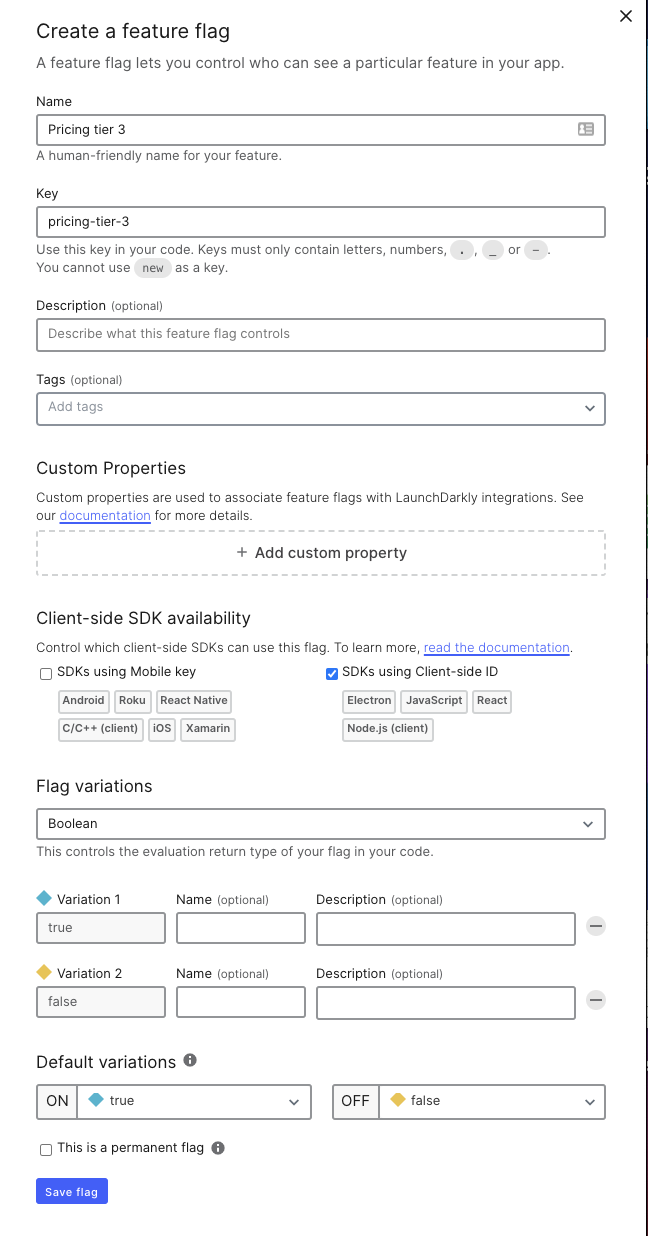 Create a feature flag
A feature flag lets you control who can see a particular feature in your app.
Name
Pricing tier 3
A human-friendly name for your feature.
Key
pricing-tier-3
Use this key in your code. Keys must only contain letters, numbers, . , _ or - .
You cannot use new as a key.
Description (optional)
Describe what this feature flag controls
Tags (optional)
Add tags
Custom Properties
Custom properties are used to associate feature flags with LaunchDarkly integrations. See
our documentation for more details.
+ Add custom property
Client-side SDK availability
Control which client-side SDKs can use this flag. To learn more, read the documentation.
SDKs using Mobile key
Android Roku React Native
C/C++ (client) iOS Xamarin
SDKs using Client-side ID
Electron JavaScript React
Node.js (client)
Flag variations
Boolean
This controls the evaluation return type of your flag in your code.
Variation 1 Name (optional) Description (optional)
true
Variation 2 Name (optional) Description (optional)
false
Default variations
ON true OFF false
This is a permanent flag
Save flag